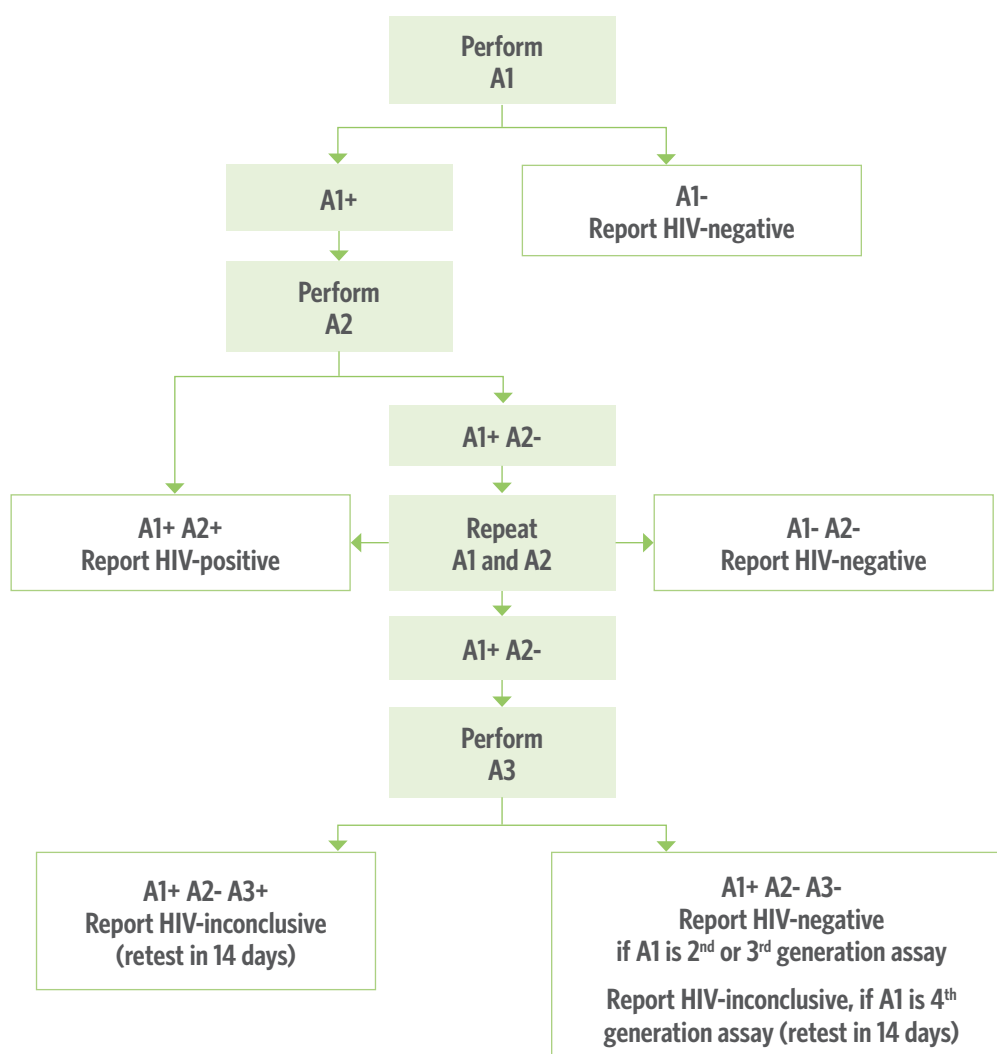 Perform
A1
A1+
A1-
Report HIV-negative
Perform
A2
A1+ A2-
A1+ A2+
Report HIV-positive
Repeat
A1 and A2
A1- A2-
Report HIV-negative
A1+ A2-
Perform
A3
A1+ A2- A3+
Report HIV-inconclusive
(retest in 14 days)
A1+ A2- A3-
Report HIV-negative
if A1 is 2nd or 3rd generation assay
Report HIV-inconclusive, if A1 is 4th
generation assay (retest in 14 days)